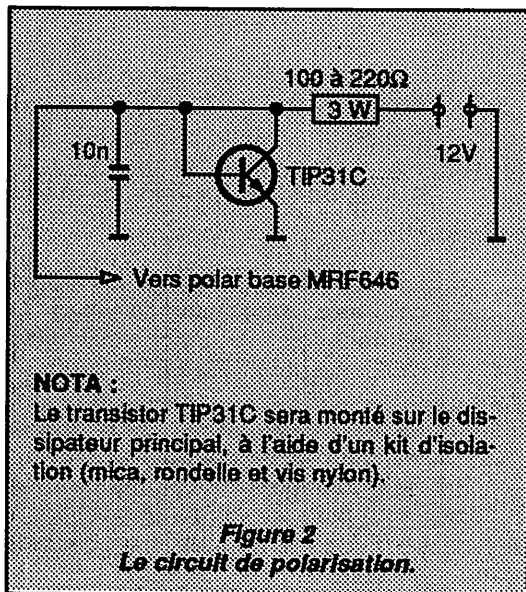 100 à 220Ω
3 W
10n
12V
TIP31C
Vers polar base MRF646
NOTA :
Le transistor TIP31C sera monté sur le dis-
sipateur principal, à l'aide d'un kit d'isola-
tion (mica, rondelle et vis nylon).
Figure 2
Le circuit de polarisation.